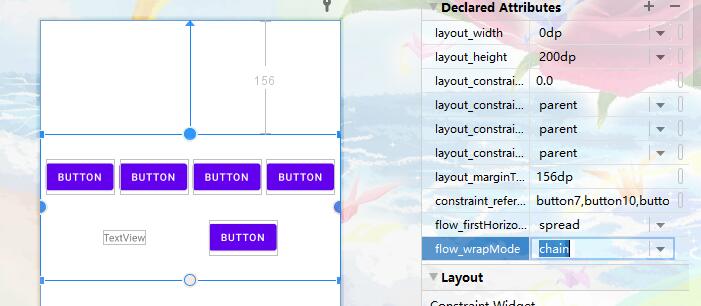 Declared Attributes
layout_width 0dp
layout_height 200dp
layout_constrai... 0.0
156
layout_constrai... parent
layout_constrai... parent
layout_constrai... parent
BUTTON BUTTON BUTTON BUTTON
layout_marginT... 156dp
constraint_refer... button7,button10,butto
flow_firstHorizo... spread
TextView BUTTON
flow_wrapMode chain
Layout
Constraint Widget